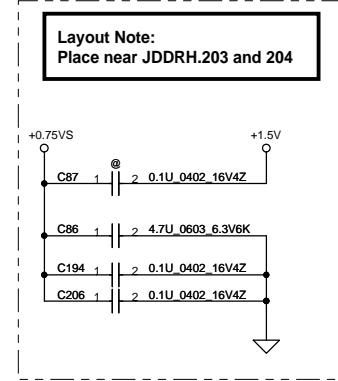 Layout Note:
Place near JDDRH.203 and 204
+0.75VS
+1.5V
@
C87 1 2 0.1U_0402_16V4Z
C86 1 2 4.7U_0603_6.3V6K
C194 1 2 0.1U_0402_16V4Z
C206 1 2 0.1U_0402_16V4Z